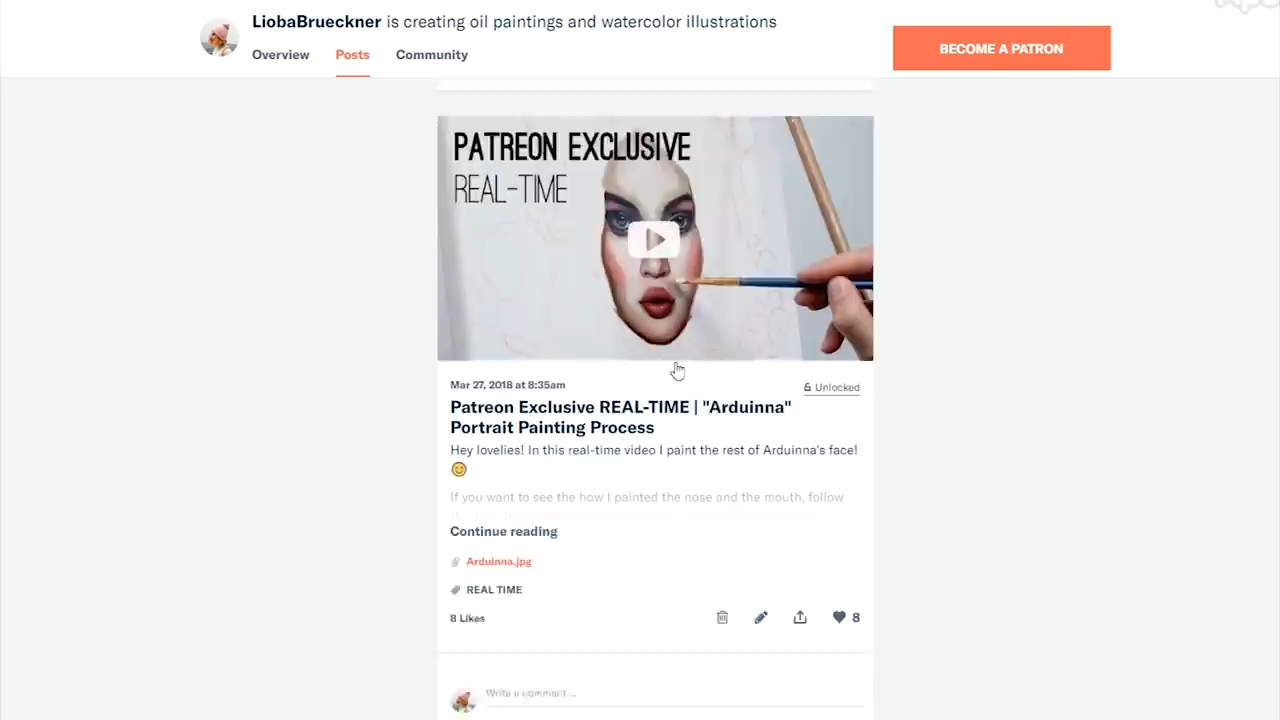 LiobaBrueckner is creating oil paintings and watercolor illustrations
Overview Posts Community
BECOME A PATRON
PATREON EXCLUSIVE
REAL-TIME
Mar 27, 2018 at 8:35am
Unlocked
Patreon Exclusive REAL-TIME | "Arduinna"
Portrait Painting Process
Hey lovelies! In this real-time video I paint the rest of Arduinna's face!
😊
If you want to see the how I painted the nose and the mouth, follow
Continue reading
Arduinna.jpg
REAL TIME
8 Likes
8
Write a comment ...